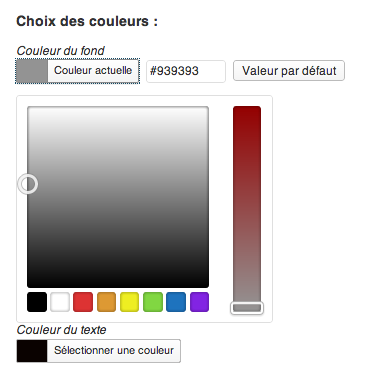 Choix des couleurs :
Couleur du fond
Couleur actuelle #939393 Valeur par défaut
Couleur du texte
Sélectionner une couleur